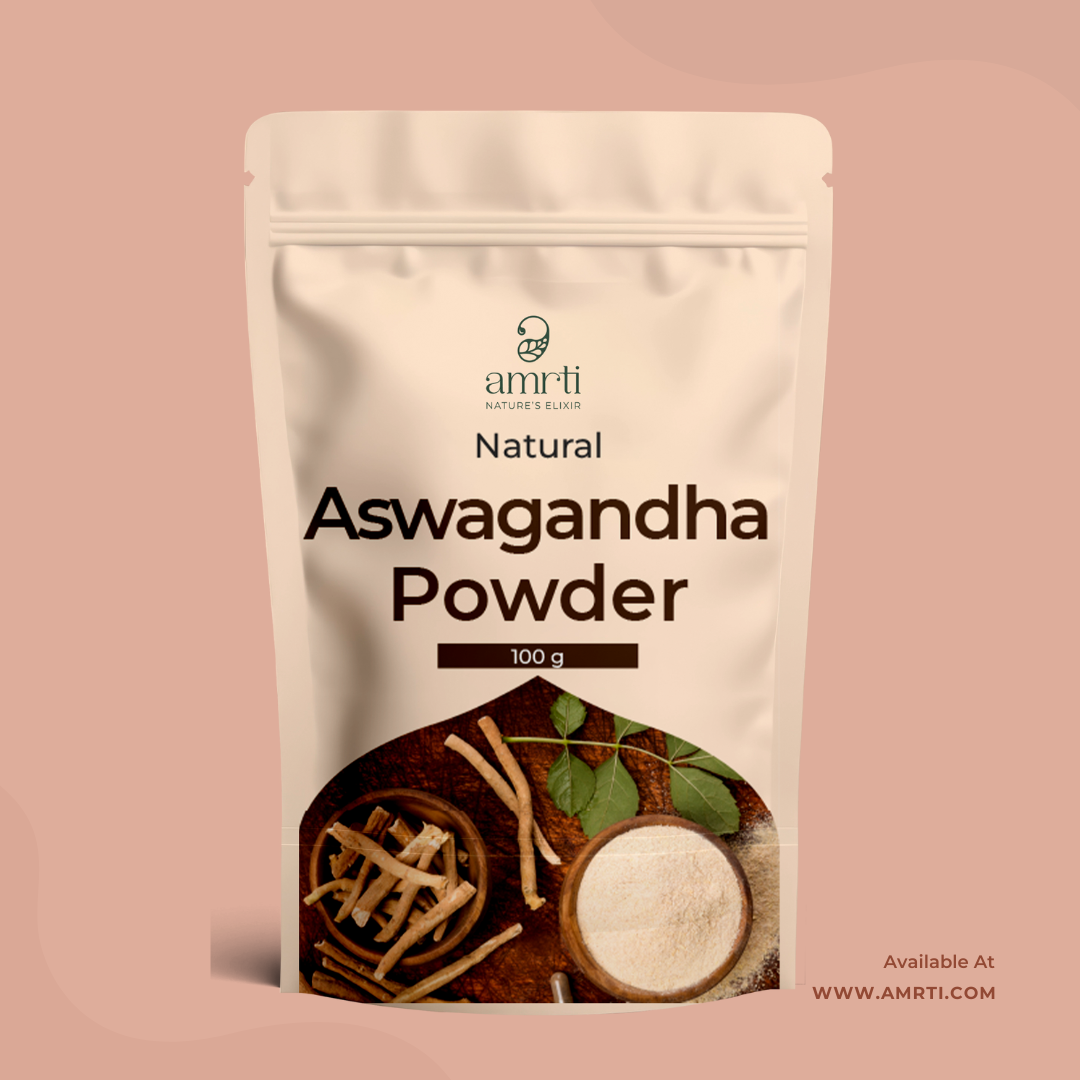 amrti
NATURE'S ELIXIR
Natural
Aswagandha
Powder
100 g
Available At
WWW.AMRTI.COM